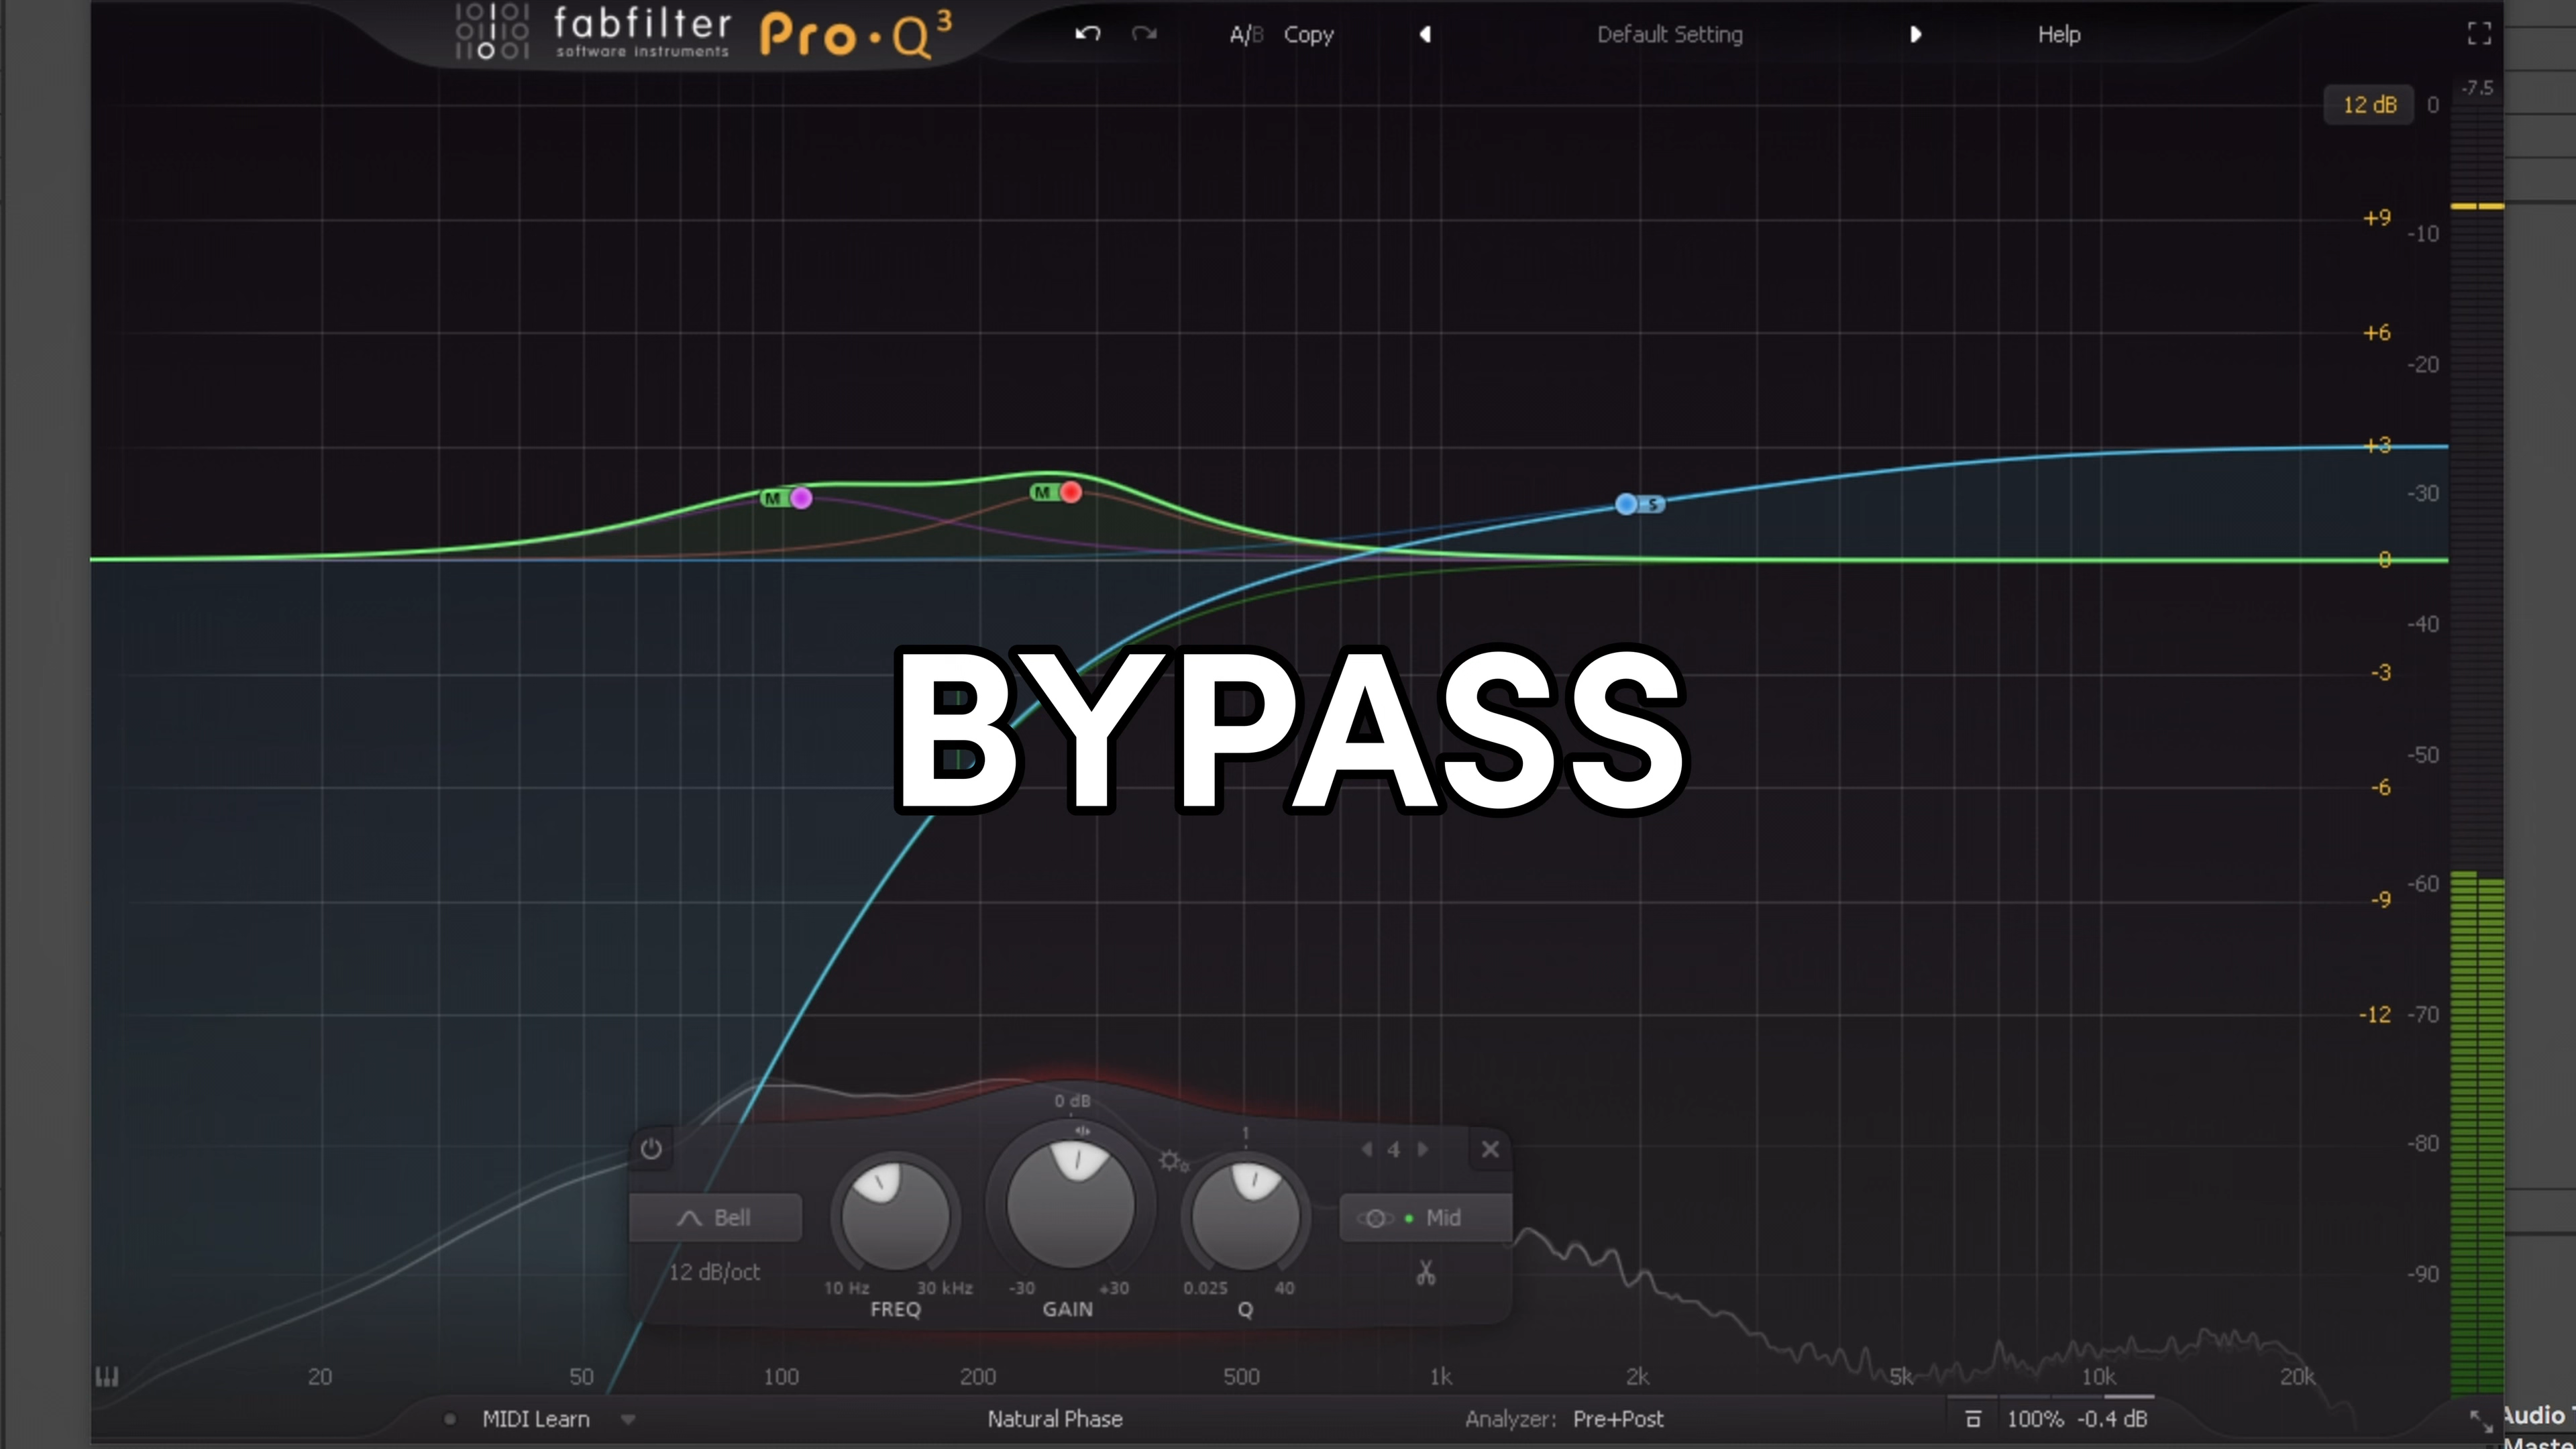 fabfilter
software instruments
Pro·Q3
A/B Copy
Default Setting
Help
-7.5
12 dB 0
+9
-10
+6
-20
+3
-30
0
-40
-3
-50
-6
-60
-9
-12 -70
-80
-90
M
M
S
BYPASS
0 dB
1
4
Bell
Mid
12 dB/oct
10 Hz 30 kHz
FREQ
-30 +30
GAIN
0.025 40
Q
20 50 100 200 500 1k 2k 5k 10k 20k
MIDI Learn
Natural Phase
Analyzer: Pre+Post
100% -0.4 dB
Audio T
Maste